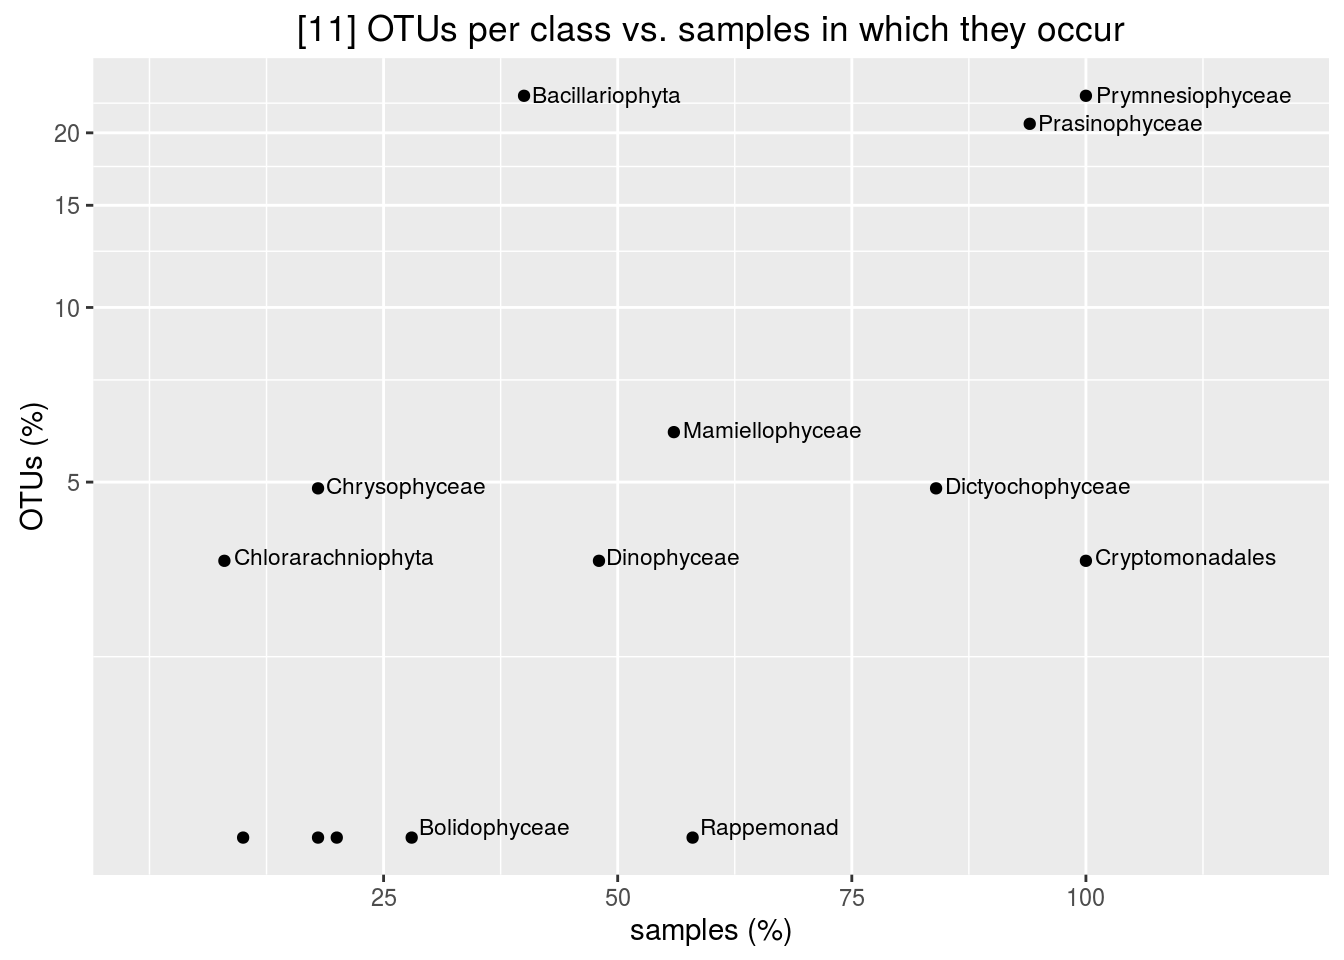 [11] OTUs per class vs. samples in which they occur
Bacillariophyta
Prymnesiophyceae
Prasinophyceae
20
15
10
Mamiellophyceae
OTUs (%)
5
Chrysophyceae
Dictyochophyceae
Chlorarachniophyta
Dinophyceae
Cryptomonadales
Bolidophyceae
Rappemonad
25
50
75
100
samples (%)